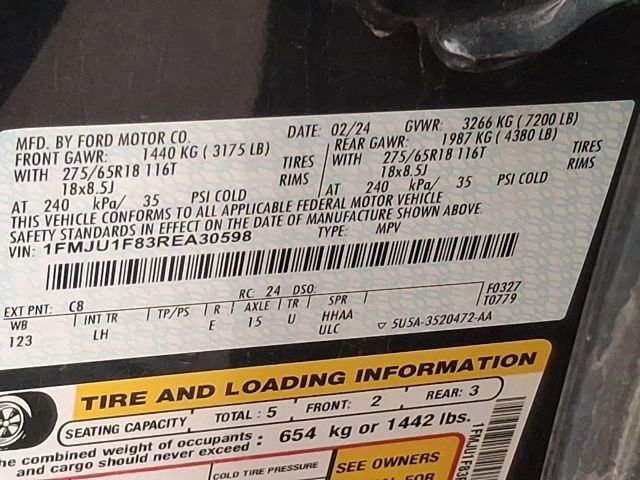 MFD. BY FORD MOTOR CO. DATE: 02/24 GVWR: 3266 KG ( 7200 LB)
FRONT GAWR: 1440 KG ( 3175 LB) REAR GAWR: 1987 KG ( 4380 LB)
WITH 275/65R18 116T TIRES WITH 275/65R18 116T TIRES
18x8.5J RIMS 18x8.5J RIMS
AT 240 kPa/ 35 PSI COLD AT 240 kPa/ 35 PSI COLD
THIS VEHICLE CONFORMS TO ALL APPLICABLE FEDERAL MOTOR VEHICLE
SAFETY STANDARDS IN EFFECT ON THE DATE OF MANUFACTURE SHOWN ABOVE.
VIN: 1FMJU1F83REA30598 TYPE: MPV
EXT PNT: C8 RC: 24 DSO: F0327
WB INT TR TP/PS R AXLE TR SPR T0779
123 LH E 15 U HHAA
ULC 5U5A-3520472-AA
TIRE AND LOADING INFORMATION
SEATING CAPACITY TOTAL : 5 FRONT: 2 REAR: 3
he combined weight of occupants
and cargo should never exceed : 654 kg or 1442 lbs.
COLD TIRE PRESSURE SEE OWNERS
FOR
1FMJU1F83R